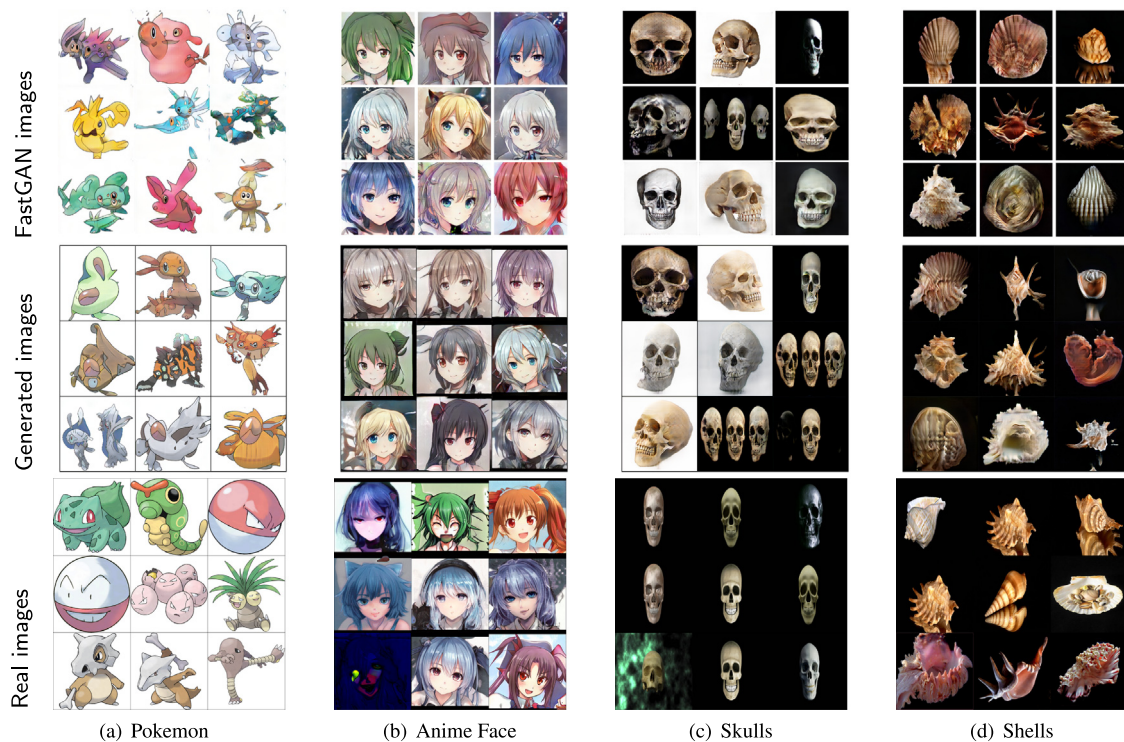 FastGAN images
Generated images
Real images
(a) Pokemon
(b) Anime Face
(c) Skulls
(d) Shells